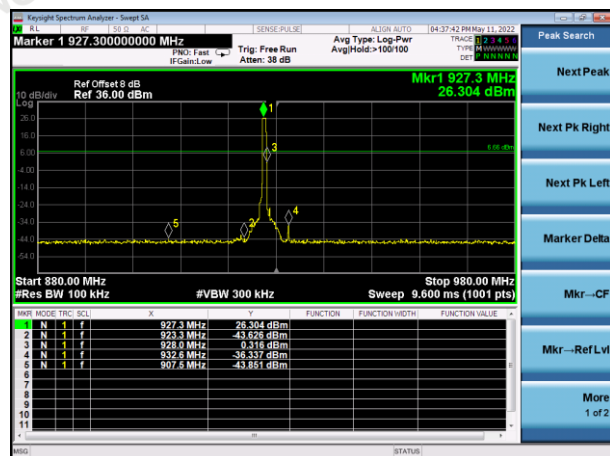 Keysight Spectrum Analyzer - Swept SA
RL RF 50 Ω AC SENSE:PULSE ALIGN AUTO 04:37:42 PM May 11, 2022
Marker 1 927.300000000 MHz
PNO: Fast
IFGain:Low
Trig: Free Run
Atten: 38 dB
Avg Type: Log-Pwr
Avg|Hold:>100/100
TRACE 1 2 3 4 5 6
TYPE M W W W W W
DET P N N N N N
Peak Search
Ref Offset 8 dB
10 dB/div Ref 36.00 dBm
Log
Mkr1 927.3 MHz
26.304 dBm
26.0
16.0
6.00
-4.00
-14.0
-24.0
-34.0
-44.0
-54.0
1
3
2
4
5
Start 880.00 MHz
#Res BW 100 kHz
#VBW 300 kHz
Stop 980.00 MHz
Sweep 9.600 ms (1001 pts)
MKR MODE TRC SCL X Y FUNCTION FUNCTION WIDTH FUNCTION VALUE
1 N 1 f 927.3 MHz 26.304 dBm
2 N 1 f 923.3 MHz -43.626 dBm
3 N 1 f 928.0 MHz 0.316 dBm
4 N 1 f 932.6 MHz -36.337 dBm
5 N 1 f 907.5 MHz -43.851 dBm
6
7
8
9
10
11
MSG STATUS
Next Peak
Next Pk Right
Next Pk Left
Marker Delta
Mkr→CF
Mkr→Ref Lvl
More
1 of 2